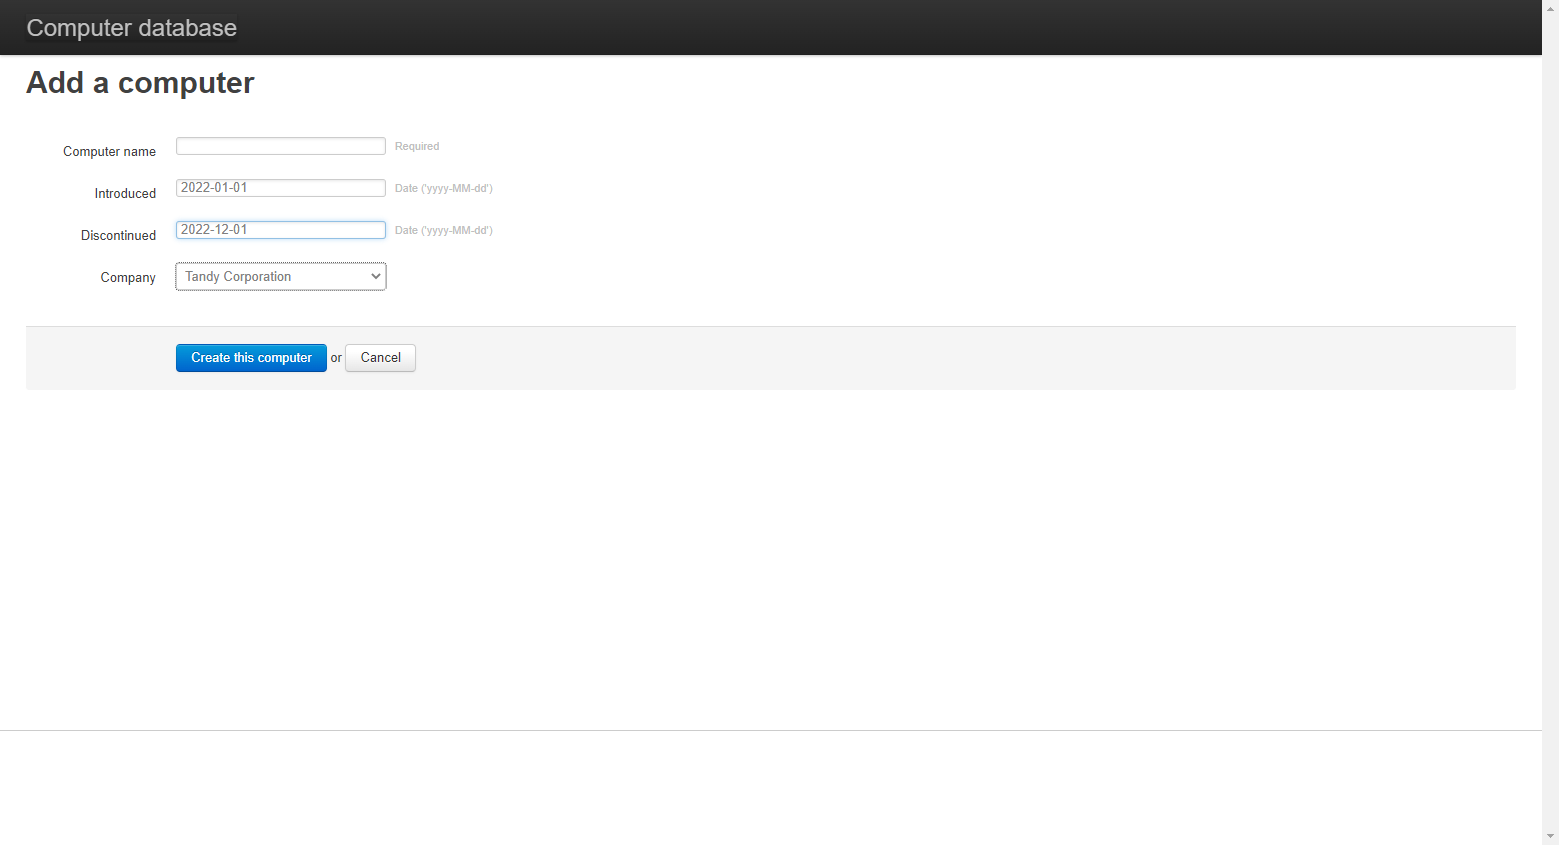 Computer database
Add a computer
Computer name Required
Introduced 2022-01-01 Date ('yyyy-MM-dd')
Discontinued 2022-12-01 Date ('yyyy-MM-dd')
Company Tandy Corporation
Create this computer or Cancel